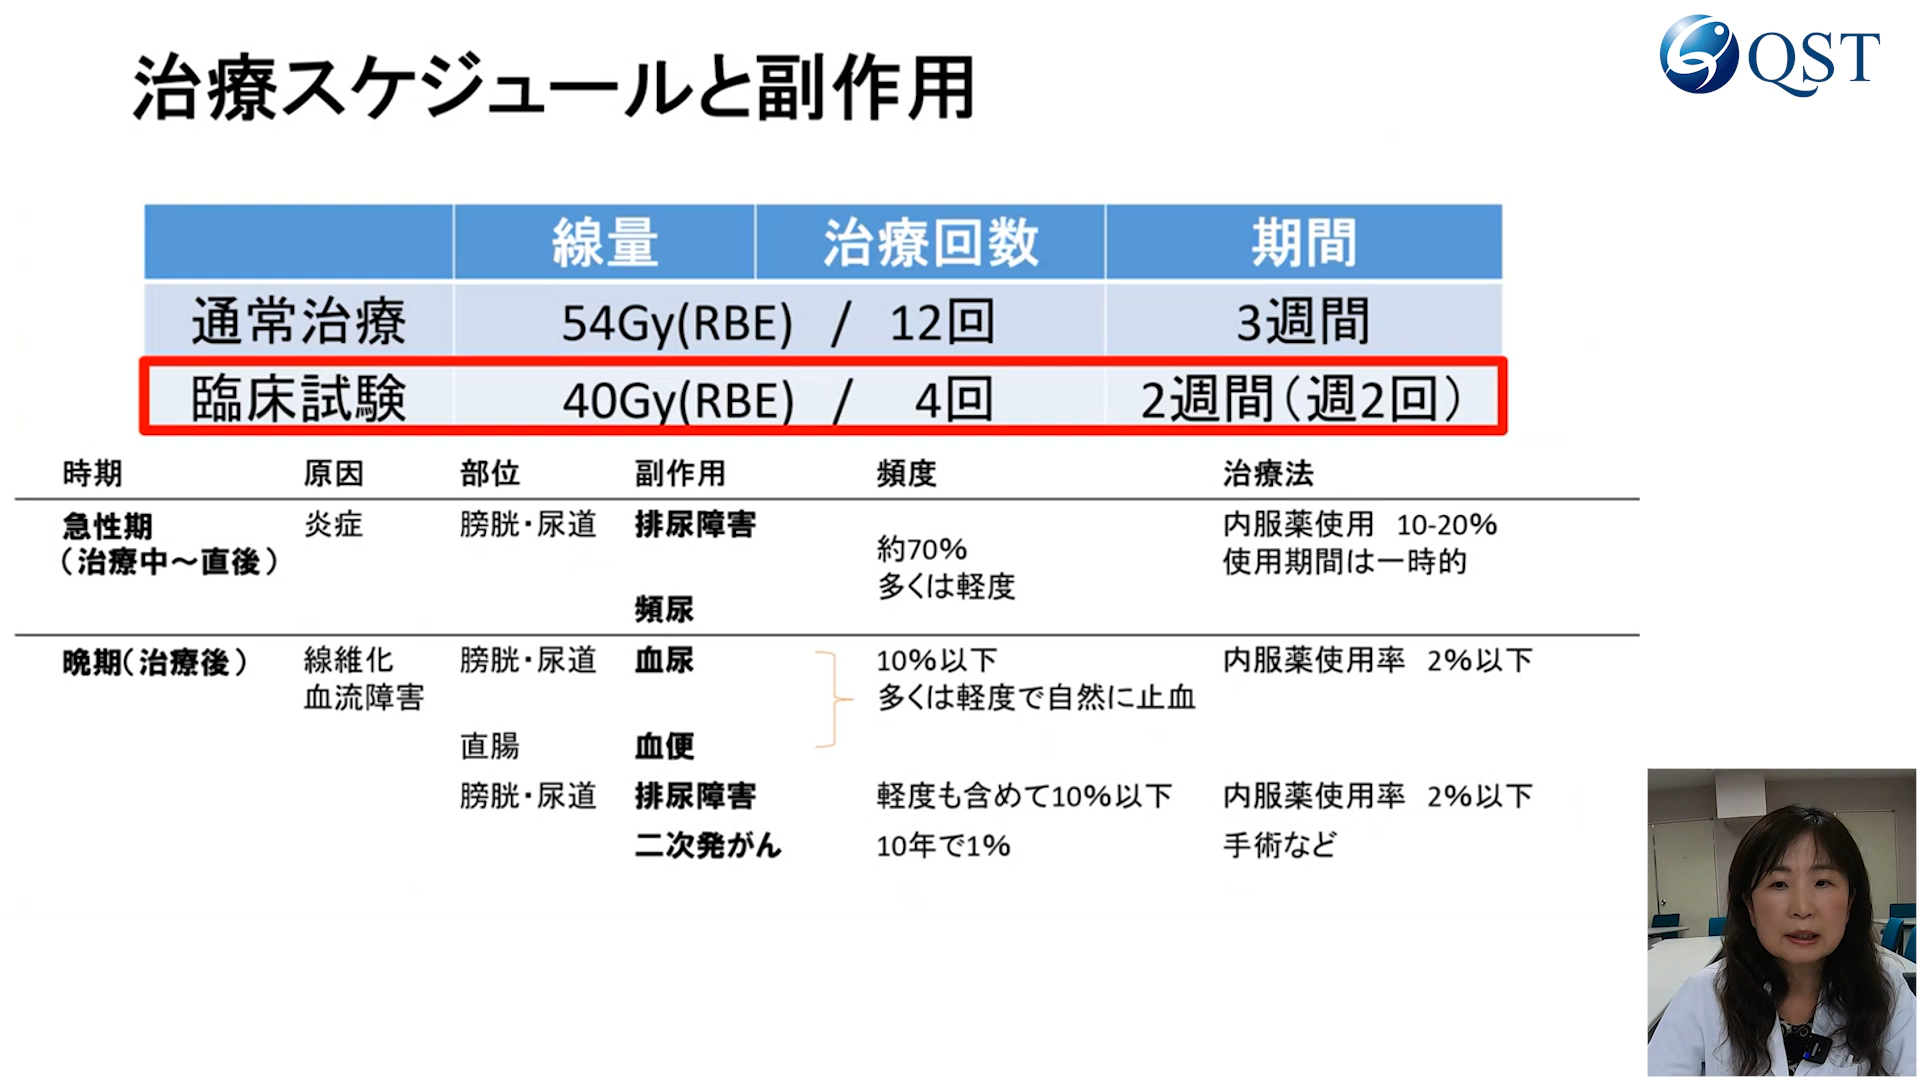 QST
治療スケジュールと副作用
線量 治療回数 期間
通常治療 54Gy(RBE) / 12回 3週間
臨床試験 40Gy(RBE) / 4回 2週間(週2回)
時期 原因 部位 副作用 頻度 治療法
急性期 炎症 膀胱・尿道 排尿障害 内服薬使用 10-20%
(治療中～直後) 約70% 使用期間は一時的
頻尿 多くは軽度
晩期(治療後) 線維化 膀胱・尿道 血尿 10%以下 内服薬使用率 2%以下
血流障害 多くは軽度で自然に止血
直腸 血便
膀胱・尿道 排尿障害 軽度も含めて10%以下 内服薬使用率 2%以下
二次発がん 10年で1% 手術など